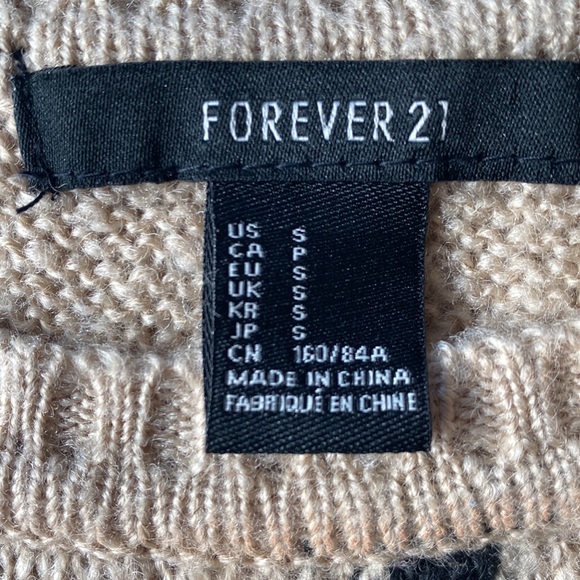 FOREVER 21
US S
CA P
EU S
UK S
KR S
JP S
CN 160/84A
MADE IN CHINA
FABRIQUÉ EN CHINE